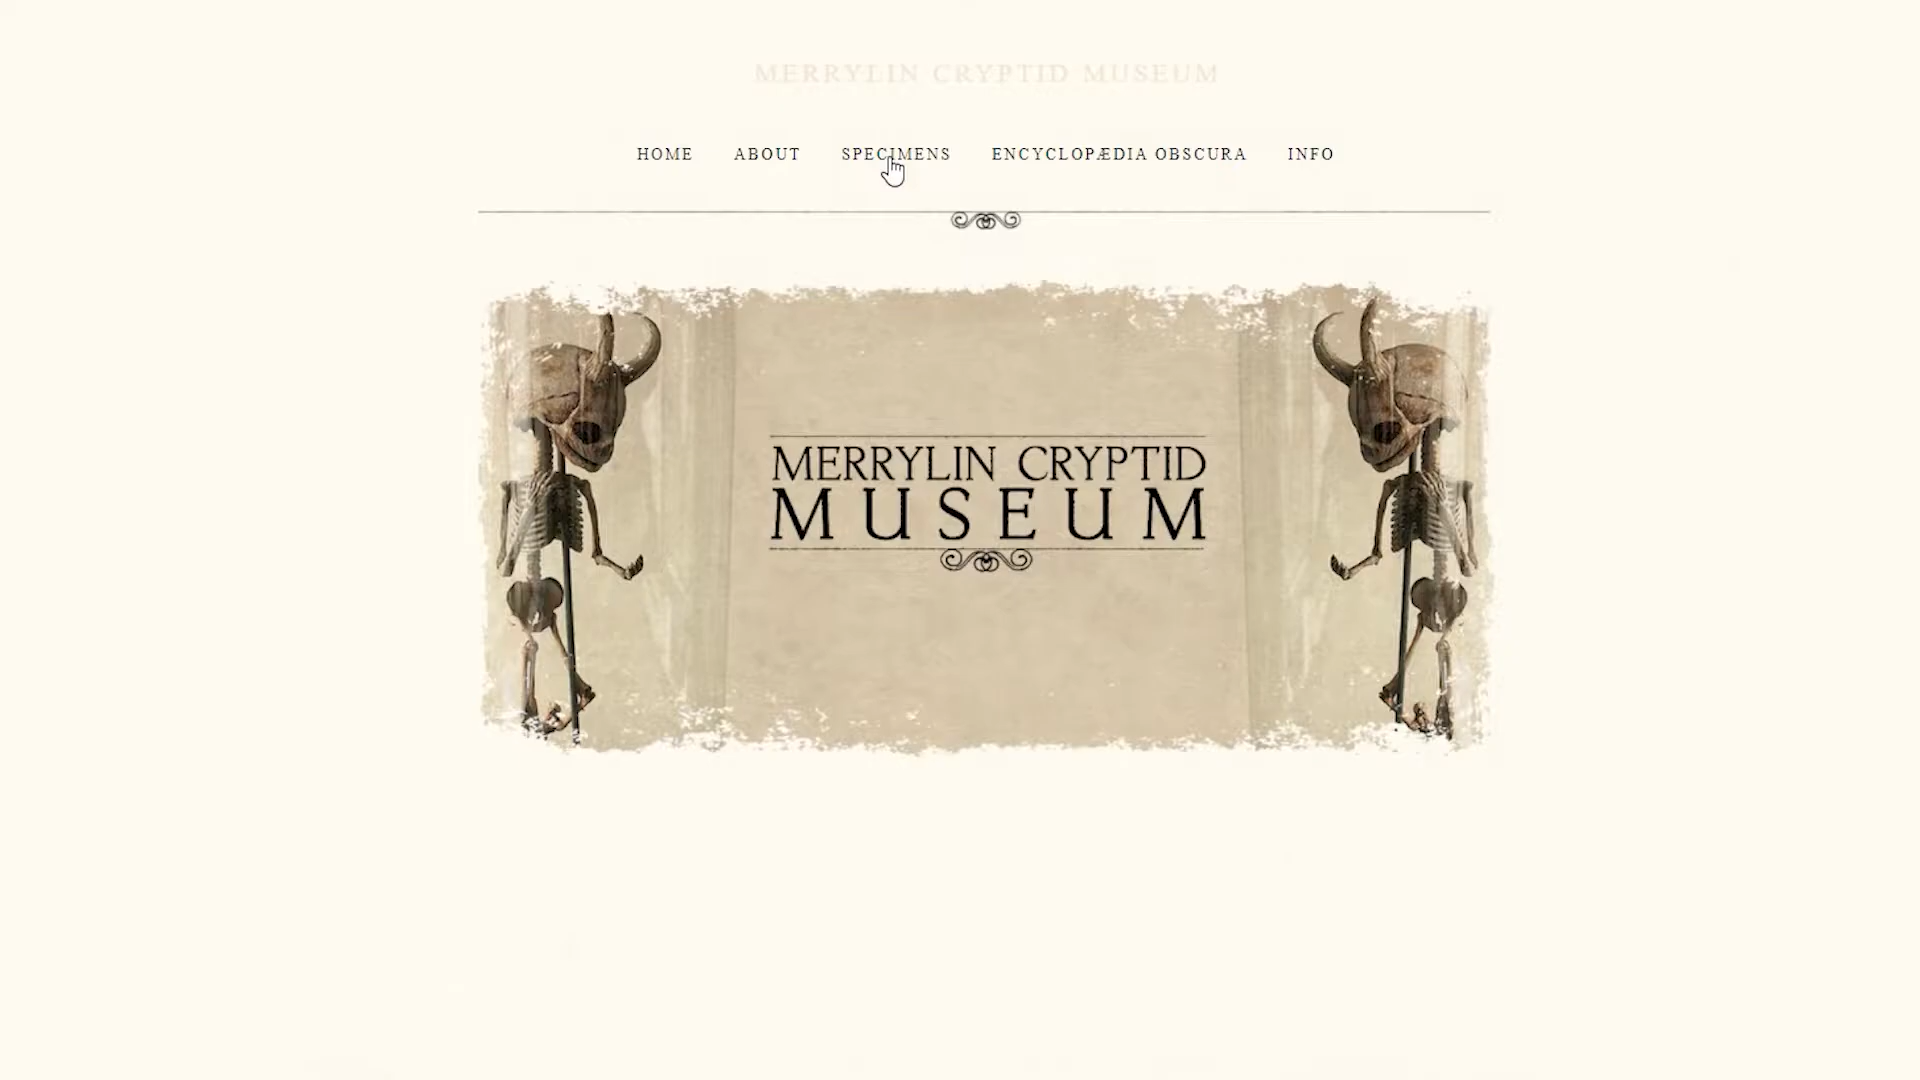 MERRYLIN CRYPTID MUSEUM
HOME ABOUT SPECIMENS ENCYCLOPÆDIA OBSCURA INFO
MERRYLIN CRYPTID
MUSEUM